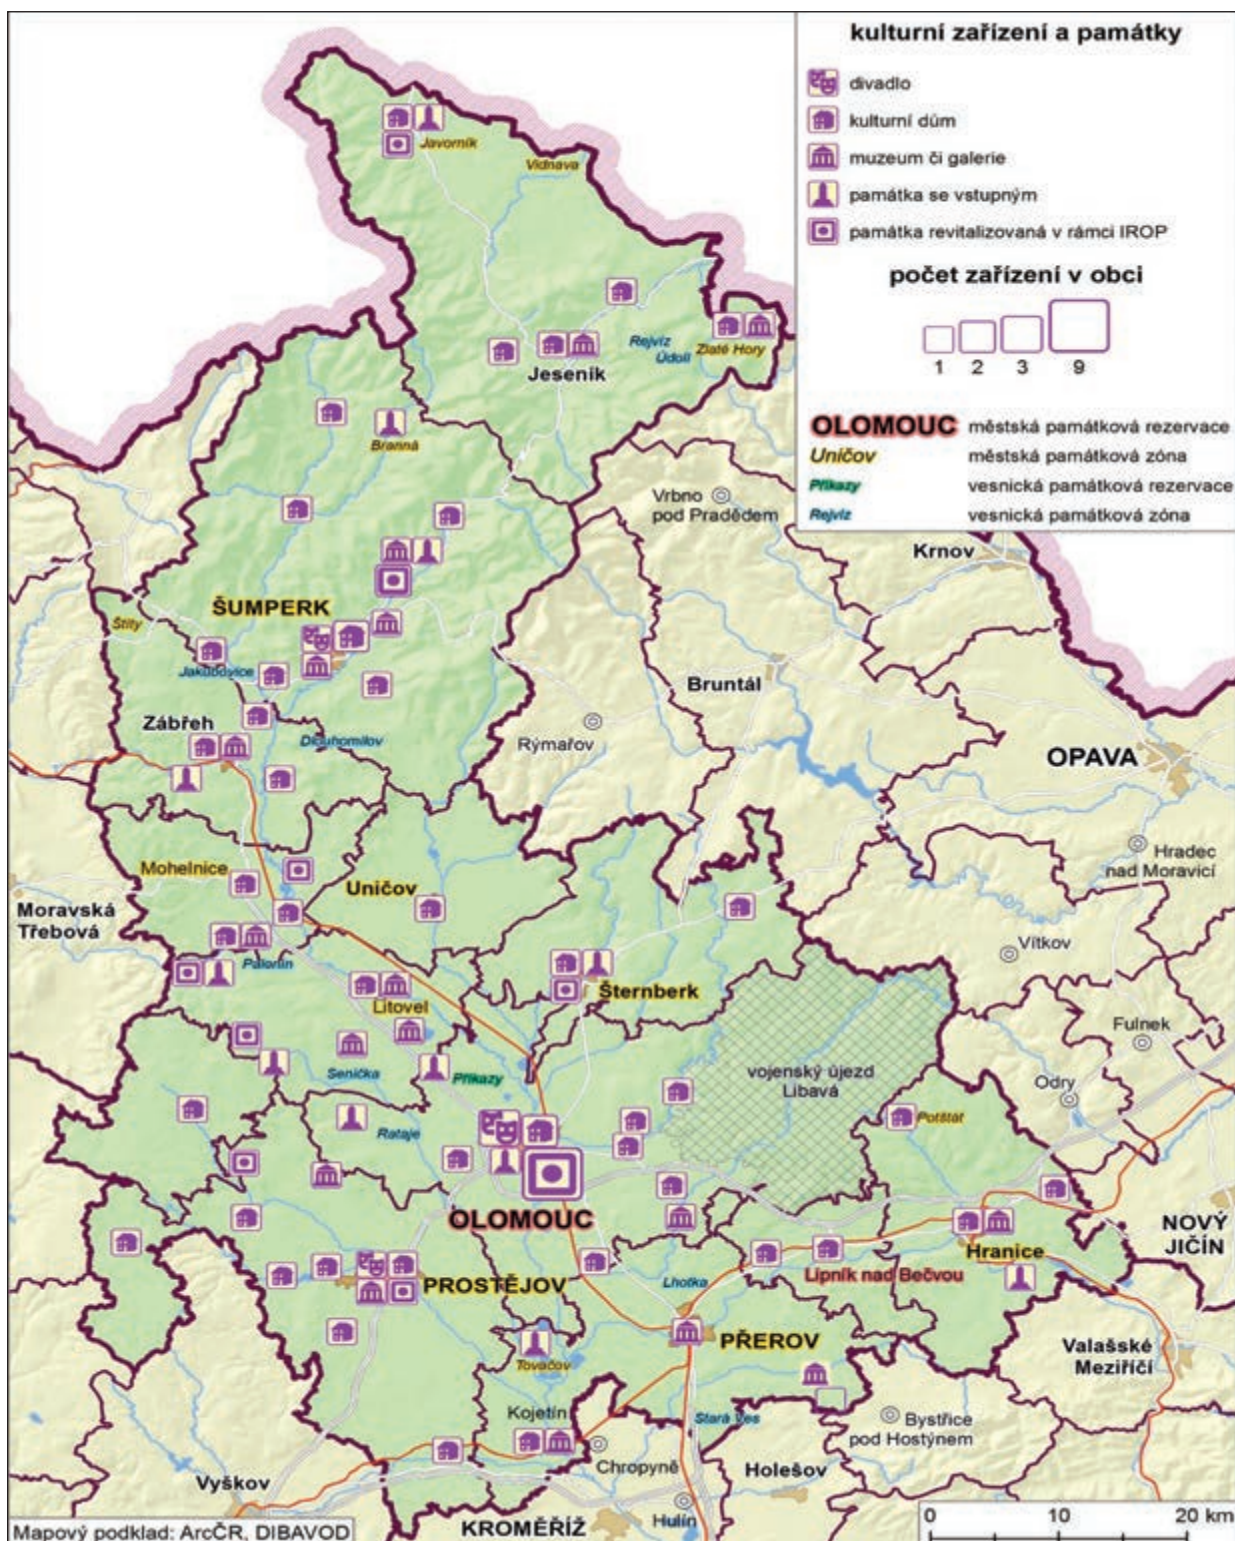 kulturní zařízení a památky
divadlo
kulturní dům
muzeum či galerie
památka se vstupným
památka revitalizovaná v rámci IROP
počet zařízení v obci
1 2 3 9
OLOMOUC městská památková rezervace
Uničov městská památková zóna
Příkazy vesnická památková rezervace
Rejvíz vesnická památková zóna
Javorník
Vidnava
Rejvíz
Údolí
Zlaté Hory
Jeseník
Branná
Vrbno
pod Pradědem
Krnov
ŠUMPERK
Štíty
Jakubovice
Bruntál
Zábřeh
Dlouhomilov
Rýmařov
OPAVA
Mohelnice
Uničov
Hradec
nad Moravicí
Moravská
Třebová
Vítkov
Palonín
Litovel
Šternberk
Fulnek
Senička
Příkazy
vojenský újezd
Libavá
Odry
Rataje
Potštát
OLOMOUC
NOVÝ
JIČÍN
Hranice
Lipník nad Bečvou
Lhotka
PROSTĚJOV
PŘEROV
Valašské
Meziříčí
Tovačov
Kojetín
Stará Ves
Bystřice
pod Hostýnem
Chropyně
Holešov
Vyškov
Hulín
KROMĚŘÍŽ
0 10 20 km
Mapový podklad: ArcČR, DIBAVOD